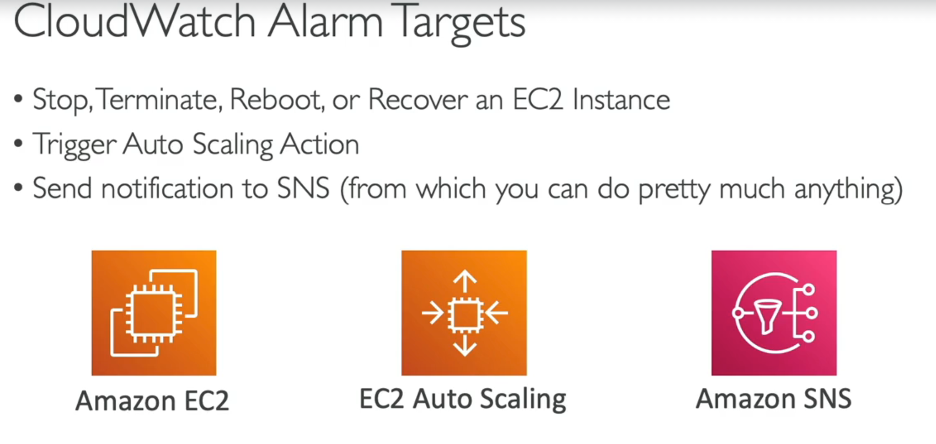 CloudWatch Alarm Targets
• Stop, Terminate, Reboot, or Recover an EC2 Instance
• Trigger Auto Scaling Action
• Send notification to SNS (from which you can do pretty much anything)
Amazon EC2
EC2 Auto Scaling
Amazon SNS